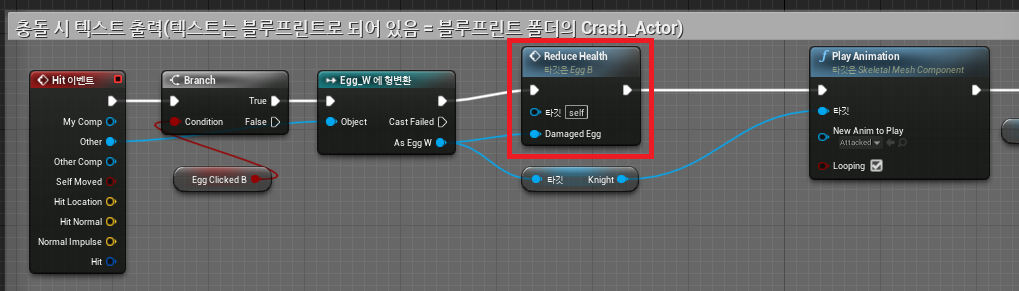 충돌 시 텍스트 출력(텍스트는 블루프린트로 되어 있음 = 블루프린트 폴더의 Crash_Actor)
Hit 이벤트
My Comp
Other
Other Comp
Self Moved
Hit Location
Hit Normal
Normal Impulse
Hit
Branch
True
Condition
False
Egg Clicked B
Egg_W 에 형변환
Object
Cast Failed
As Egg W
Reduce Health
타깃은 Egg B
타깃
self
Damaged Egg
타깃
Knight
Play Animation
타깃은 Skeletal Mesh Component
타깃
New Anim to Play
Attacked
Looping